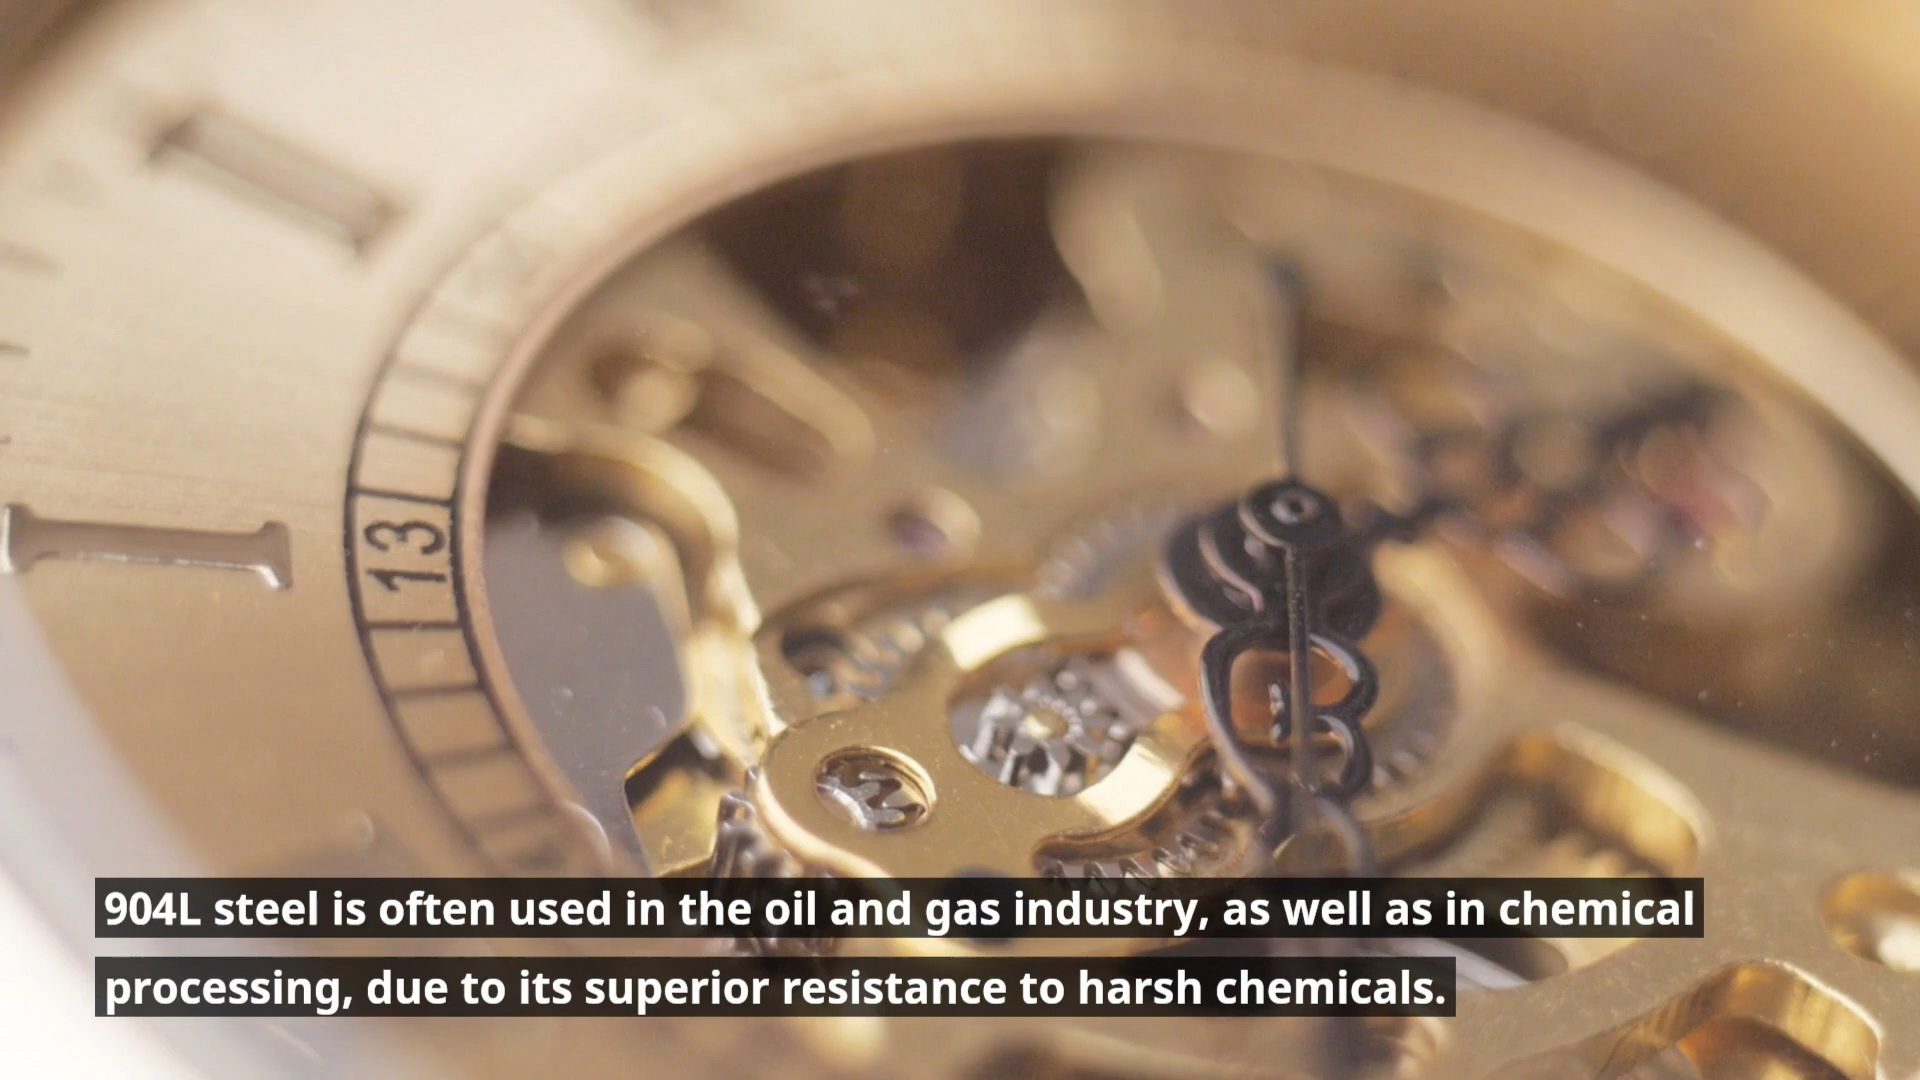 13
904L steel is often used in the oil and gas industry, as well as in chemical
processing, due to its superior resistance to harsh chemicals.